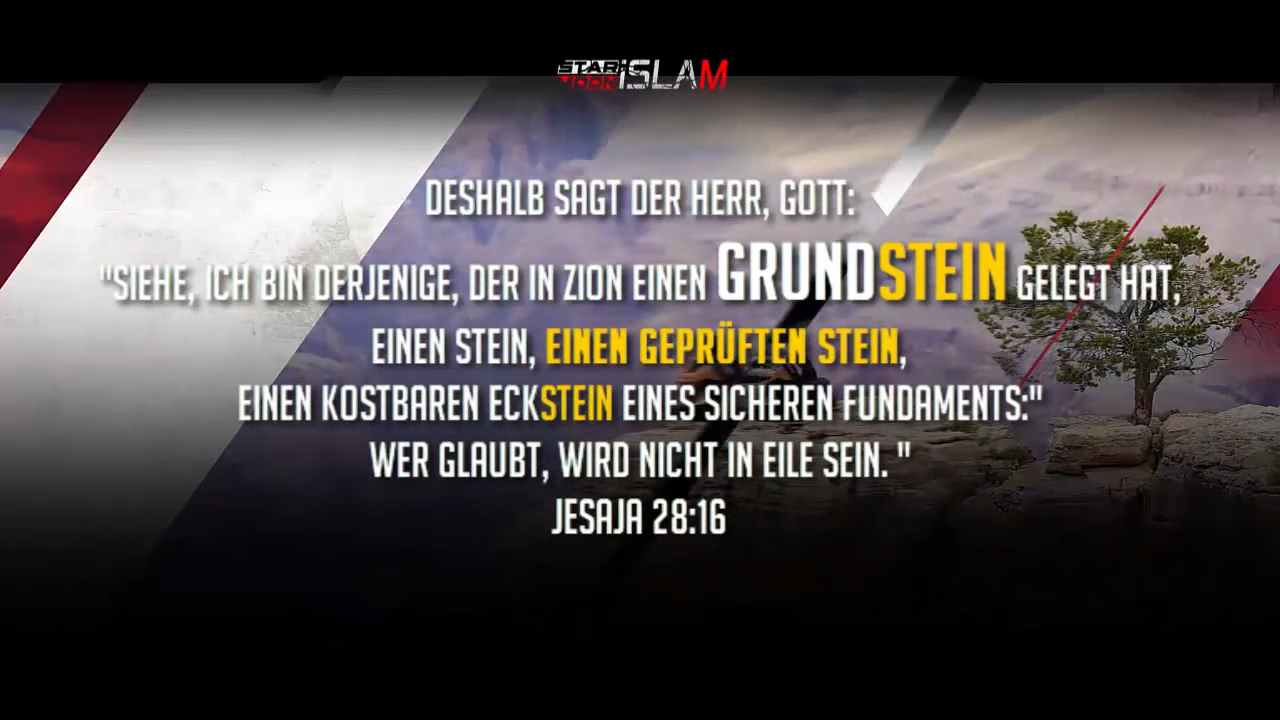 STAR MOON ISLAM
DESHALB SAGT DER HERR, GOTT:
"SIEHE, ICH BIN DERJENIGE, DER IN ZION EINEN GRUNDSTEIN GELEGT HAT,
EINEN STEIN, EINEN GEPRÜFTEN STEIN,
EINEN KOSTBAREN ECKSTEIN EINES SICHEREN FUNDAMENTS:"
WER GLAUBT, WIRD NICHT IN EILE SEIN. "
JESAJA 28:16